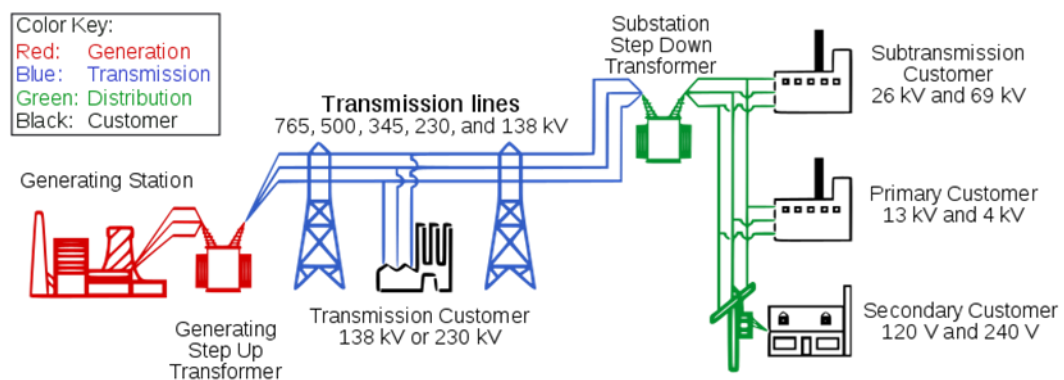 Color Key:
Red: Generation
Blue: Transmission
Green: Distribution
Black: Customer
Substation
Step Down
Transformer
Subtransmission
Customer
26 kV and 69 kV
Transmission lines
765, 500, 345, 230, and 138 kV
Generating Station
Primary Customer
13 kV and 4 kV
Transmission Customer
138 kV or 230 kV
Generating
Step Up
Transformer
Secondary Customer
120 V and 240 V